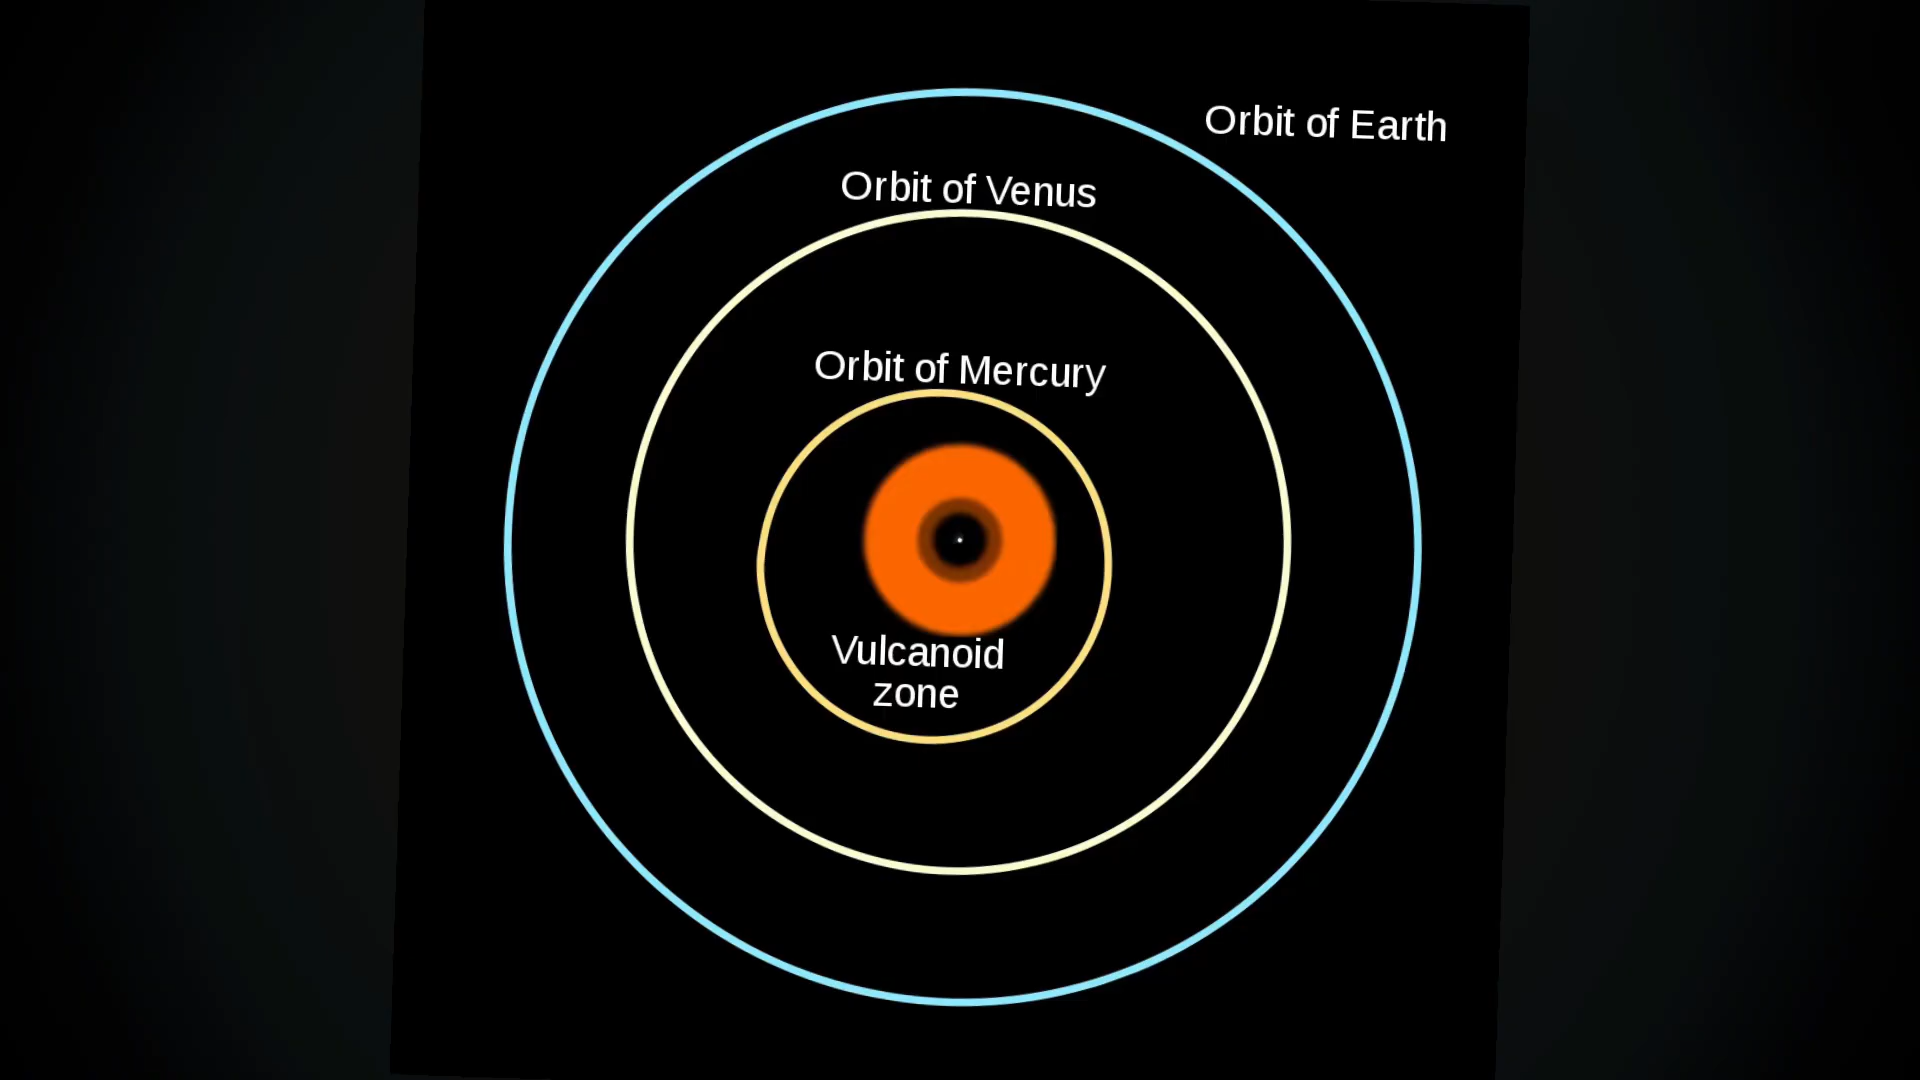 Orbit of Earth
Orbit of Venus
Orbit of Mercury
Vulcanoid
zone